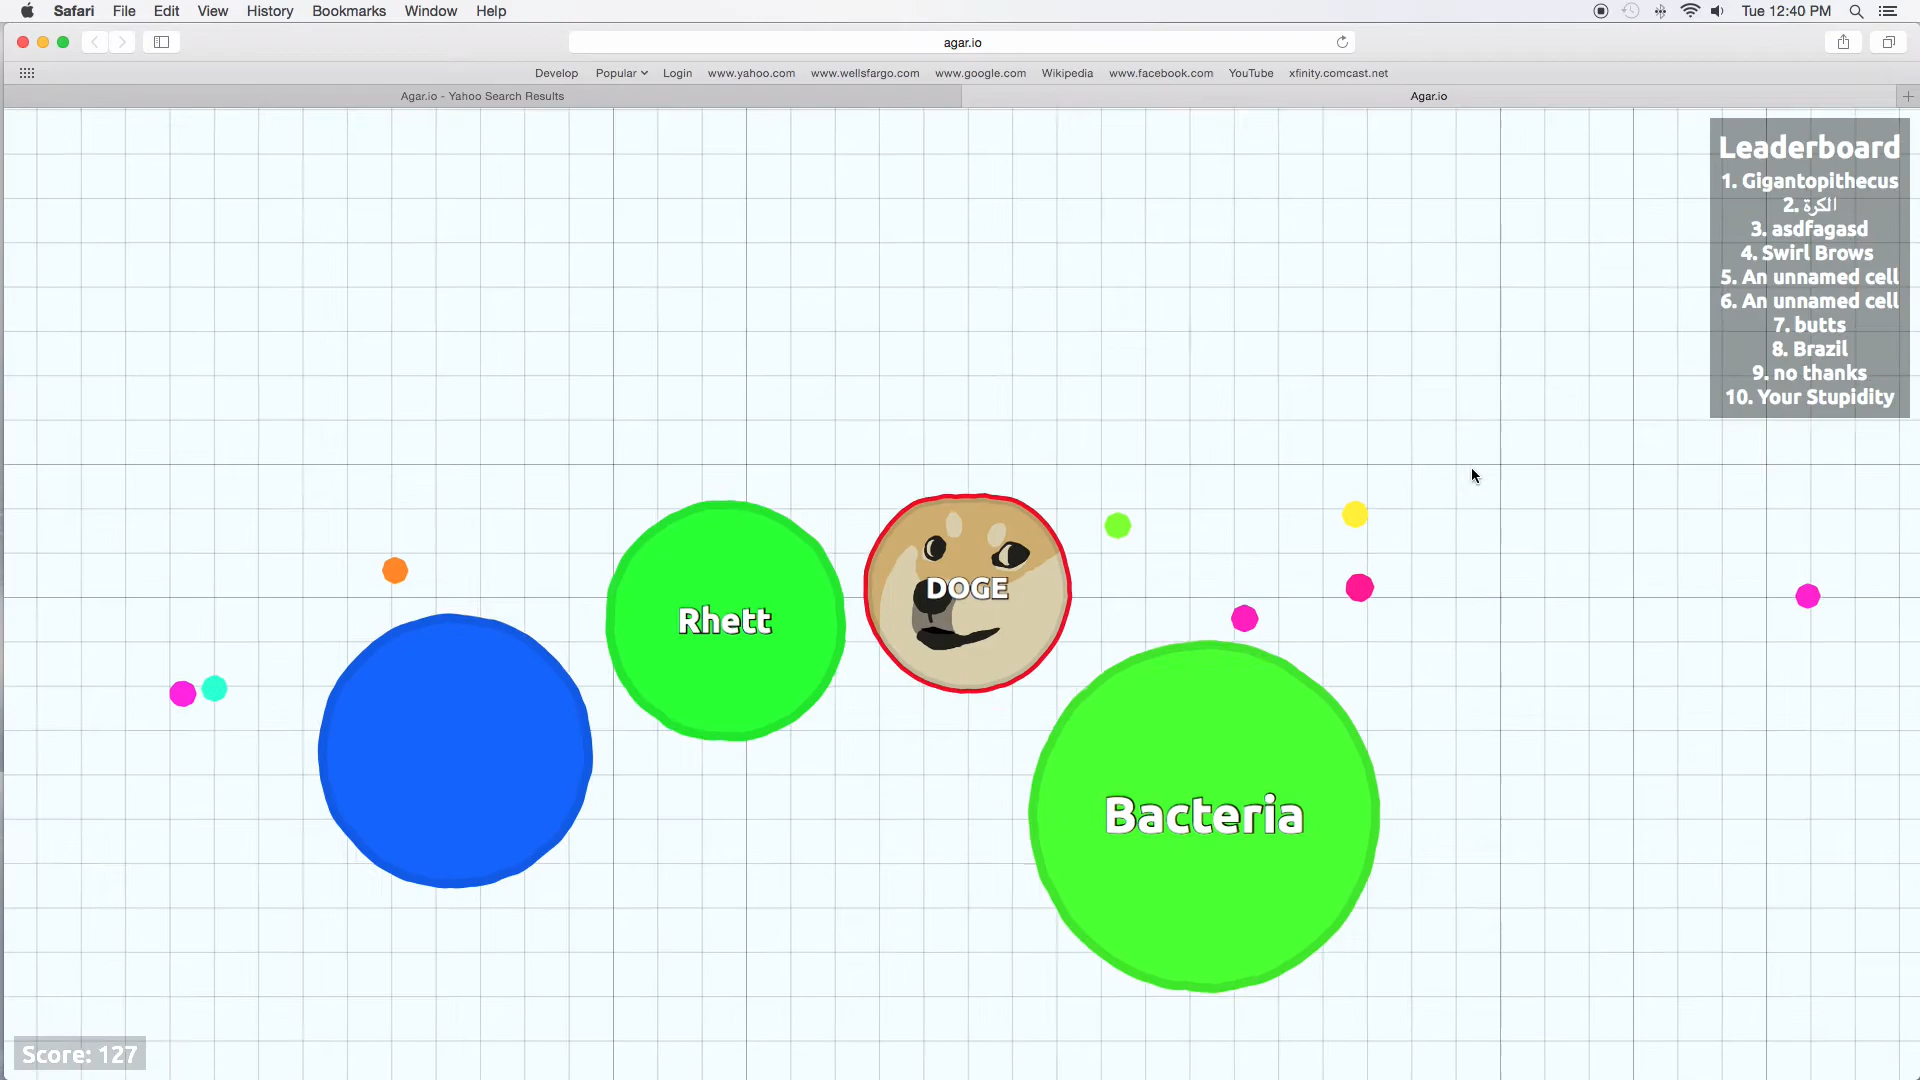 Safari File Edit View History Bookmarks Window Help Tue 12:40 PM
agar.io
Develop Popular Login www.yahoo.com www.wellsfargo.com www.google.com Wikipedia www.facebook.com YouTube xfinity.comcast.net
Agar.io - Yahoo Search Results Agar.io
Leaderboard
1. Gigantopithecus
2. الكرة
3. asdfagasd
4. Swirl Brows
5. An unnamed cell
6. An unnamed cell
7. butts
8. Brazil
9. no thanks
10. Your Stupidity
DOGE
Rhett
Bacteria
Score: 127